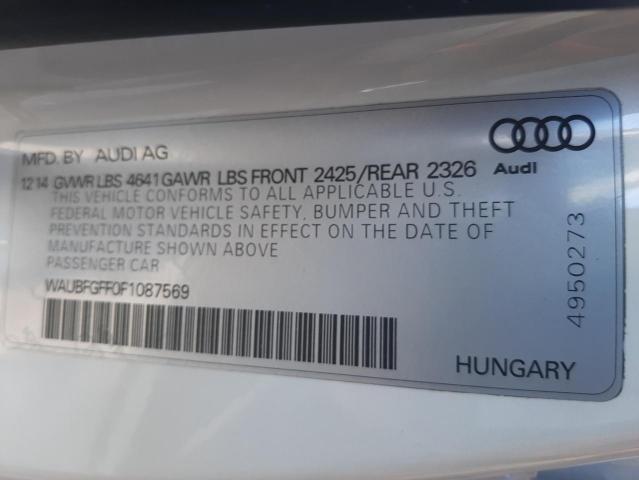 MFD. BY AUDI AG
Audi
12 14 GVWR LBS 4641 GAWR LBS FRONT 2425/REAR 2326
THIS VEHICLE CONFORMS TO ALL APPLICABLE U.S.
FEDERAL MOTOR VEHICLE SAFETY, BUMPER AND THEFT
PREVENTION STANDARDS IN EFFECT ON THE DATE OF
MANUFACTURE SHOWN ABOVE
PASSENGER CAR
WAUBFGFF0F1087569
4950273
HUNGARY